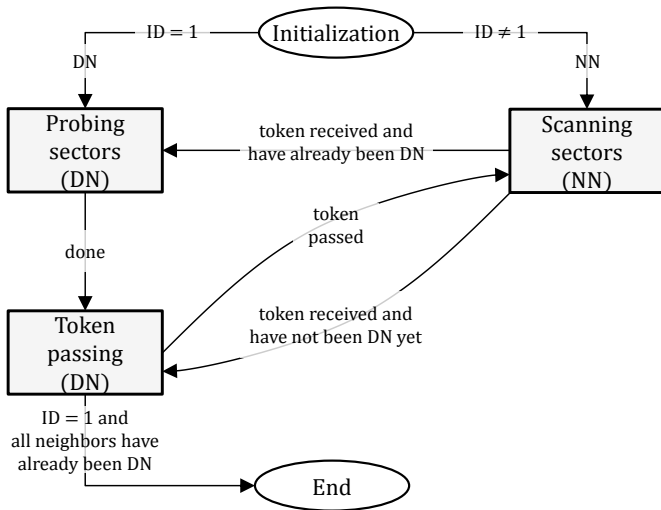 ID = 1
Initialization
ID ≠ 1
DN
NN
Probing
sectors
(DN)
token received and
have already been DN
Scanning
sectors
(NN)
token
passed
done
token received and
have not been DN yet
Token
passing
(DN)
ID = 1 and
all neighbors have
already been DN
End